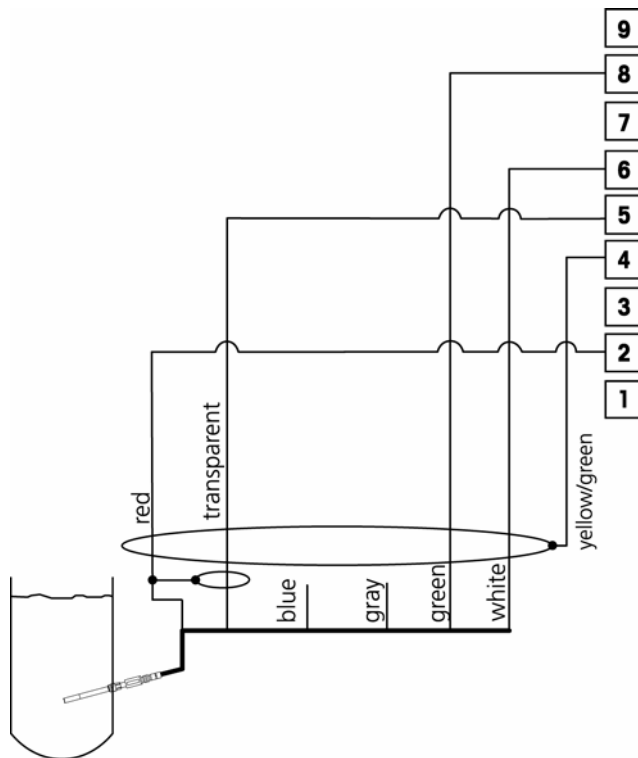 9
8
7
6
5
4
3
2
1
red
transparent
blue
gray
green
white
yellow/green